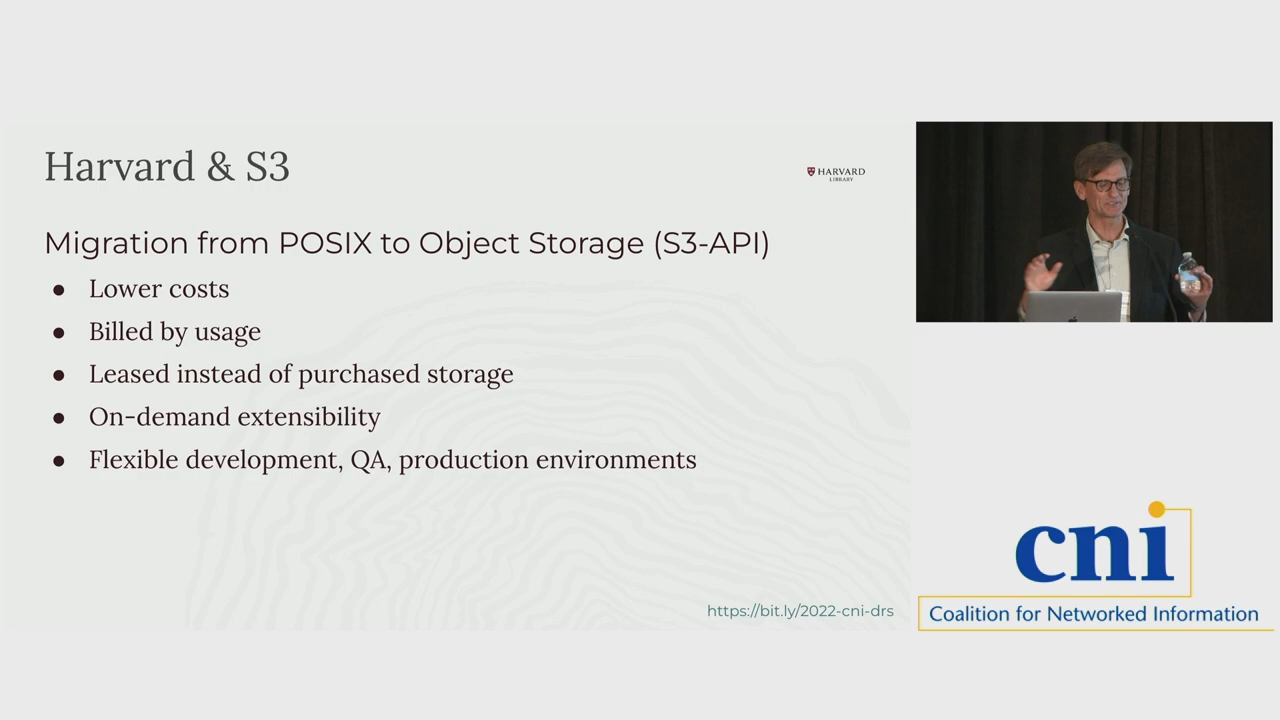 Harvard & S3
HARVARD
LIBRARY
Migration from POSIX to Object Storage (S3-API)
● Lower costs
● Billed by usage
● Leased instead of purchased storage
● On-demand extensibility
● Flexible development, QA, production environments
https://bit.ly/2022-cni-drs
cni
Coalition for Networked Information